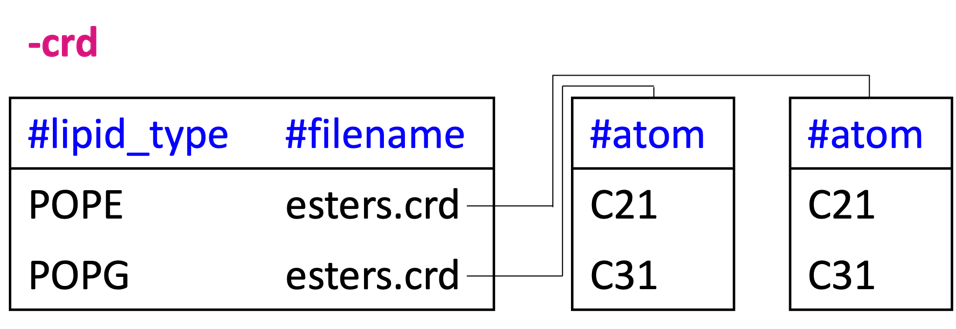 -crd
#lipid_type #filename
POPE esters.crd
POPG esters.crd
#atom
C21
C31
#atom
C21
C31